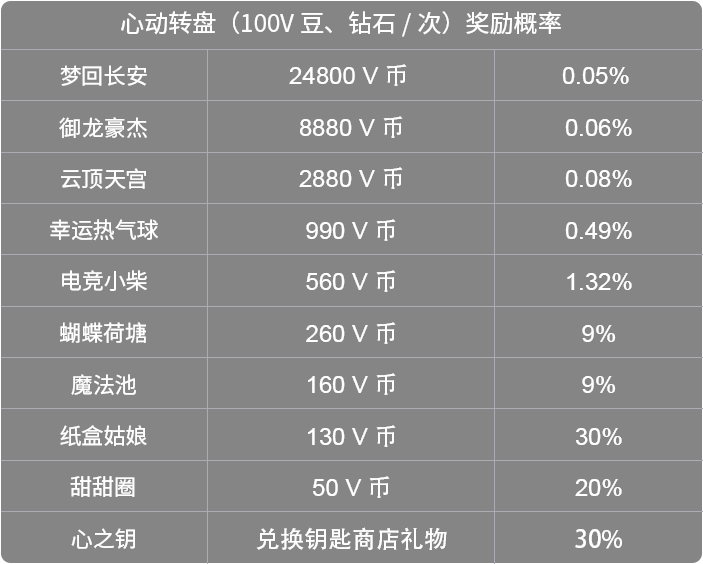 心动转盘（100V 豆、钻石 / 次）奖励概率
梦回长安 24800 V 币 0.05%
御龙豪杰 8880 V 币 0.06%
云顶天宫 2880 V 币 0.08%
幸运热气球 990 V 币 0.49%
电竞小柴 560 V 币 1.32%
蝴蝶荷塘 260 V 币 9%
魔法池 160 V 币 9%
纸盒姑娘 130 V 币 30%
甜甜圈 50 V 币 20%
心之钥 兑换钥匙商店礼物 30%